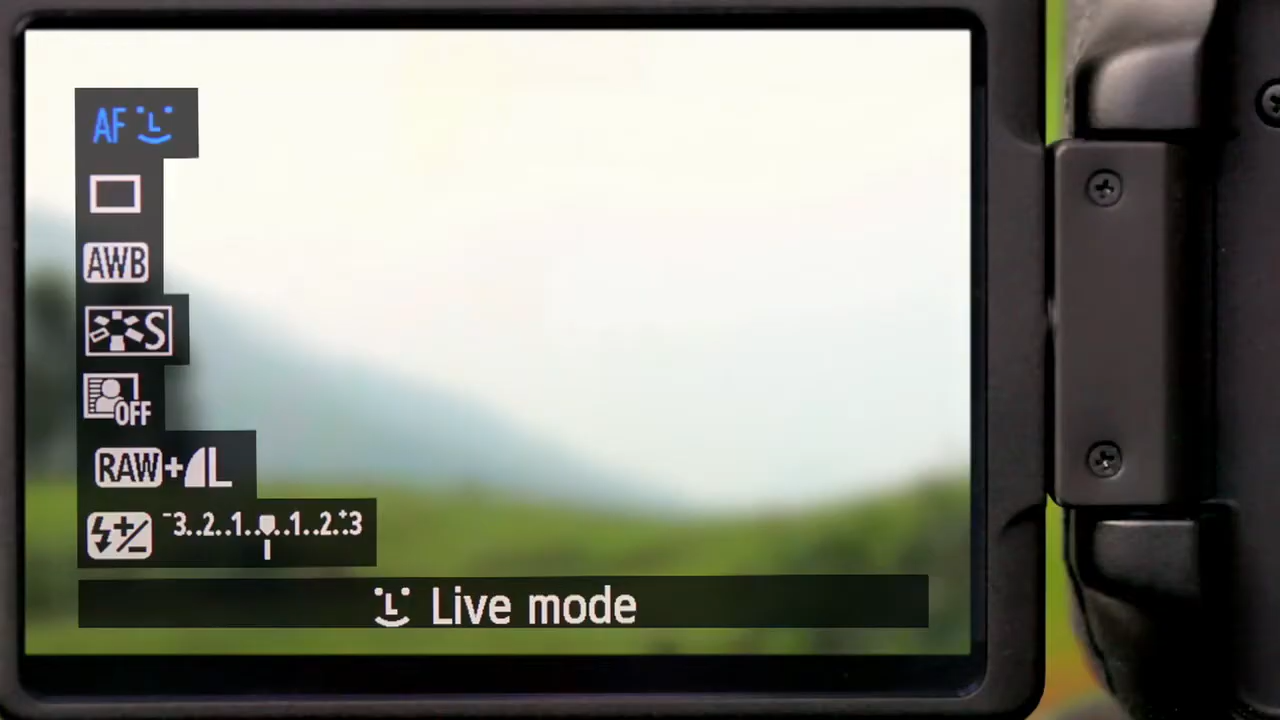 AF L
AWB
S
OFF
RAW+L
-3..2..1..0..1..2..+3
L Live mode